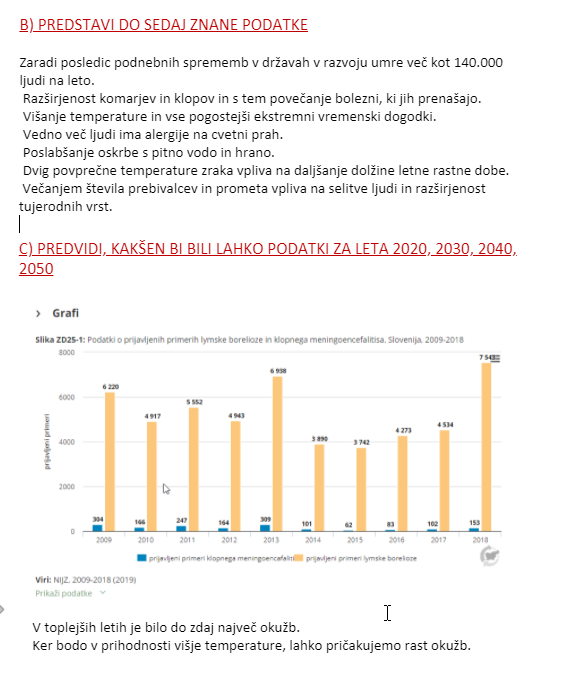 B) PREDSTAVI DO SEDAJ ZNANE PODATKE
Zaradi posledic podnebnih sprememb v državah v razvoju umre več kot 140.000
ljudi na leto.
Razširjenost komarjev in klopov in s tem povečanje bolezni, ki jih prenašajo.
Višanje temperature in vse pogostejši ekstremni vremenski dogodki.
Vedno več ljudi ima alergije na cvetni prah.
Poslabšanje oskrbe s pitno vodo in hrano.
Dvig povprečne temperature zraka vpliva na daljšanje dolžine letne rastne dobe.
Večanjem števila prebivalcev in prometa vpliva na selitve ljudi in razširjenost
tujerodnih vrst.
C) PREDVIDI, KAKŠEN BI BILI LAHKO PODATKI ZA LETA 2020, 2030, 2040,
2050
Grafi
Slika ZD25-1: Podatki o prijavljenih primerih lymske borelioze in klopnega meningoencefalitisa, Slovenija, 2009-2018
8000
6000
4000
2000
0
prijavljeni primeri
6 220
4 917
5 552
4 943
6 938
3 890
3 742
4 273
4 534
7 543
304
166
247
164
309
101
62
83
102
153
2009 2010 2011 2012 2013 2014 2015 2016 2017 2018
prijavljeni primeri klopnega meningoencefaliti prijavljeni primeri lymske borelioze
Viri: NIJZ, 2009-2018 (2019)
Prikaži podatke
V toplejših letih je bilo do zdaj največ okužb.
Ker bodo v prihodnosti višje temperature, lahko pričakujemo rast okužb.